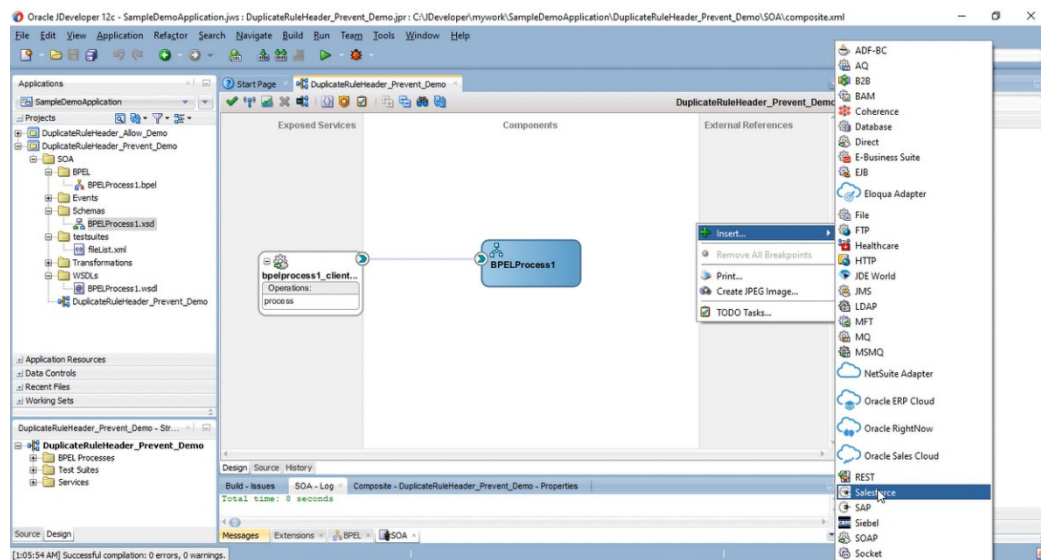 Oracle JDeveloper 12c - SampleDemoApplication.jws : DuplicateRuleHeader_Prevent_Demo.jpr : C:\JDeveloper\mywork\SampleDemoApplication\DuplicateRuleHeader_Prevent_Demo\SOA\composite.xml
File Edit View Application Refactor Search Navigate Build Run Team Tools Window Help
Applications
SampleDemoApplication
Projects
DuplicateRuleHeader_Allow_Demo
DuplicateRuleHeader_Prevent_Demo
SOA
BPEL
BPELProcess1.bpel
Events
Schemas
BPELProcess1.xsd
testsuites
fileList.xml
Transformations
WSDLs
BPELProcess1.wsdl
DuplicateRuleHeader_Prevent_Demo
Application Resources
Data Controls
Recent Files
Working Sets
DuplicateRuleHeader_Prevent_Demo - Str...
DuplicateRuleHeader_Prevent_Demo
BPEL Processes
Test Suites
Services
Source Design
Start Page DuplicateRuleHeader_Prevent_Demo
DuplicateRuleHeader_Prevent_Demo
Exposed Services Components External References
bpelprocess1_client...
Operations:
process
BPELProcess1
Insert...
Remove All Breakpoints
Print...
Create JPEG Image...
TODO Tasks...
ADF-BC
AQ
B2B
BAM
Coherence
Database
Direct
E-Business Suite
EJB
Eloqua Adapter
File
FTP
Healthcare
HTTP
JDE World
JMS
LDAP
MFT
MQ
MSMQ
NetSuite Adapter
Oracle ERP Cloud
Oracle RightNow
Oracle Sales Cloud
REST
Salesforce
SAP
Siebel
SOAP
Socket
Design Source History
Build - Issues SOA - Log Composite - DuplicateRuleHeader_Prevent_Demo - Properties
Total time: 8 seconds
Messages Extensions BPEL SOA
[1:05:54 AM] Successful compilation: 0 errors, 0 warnings.